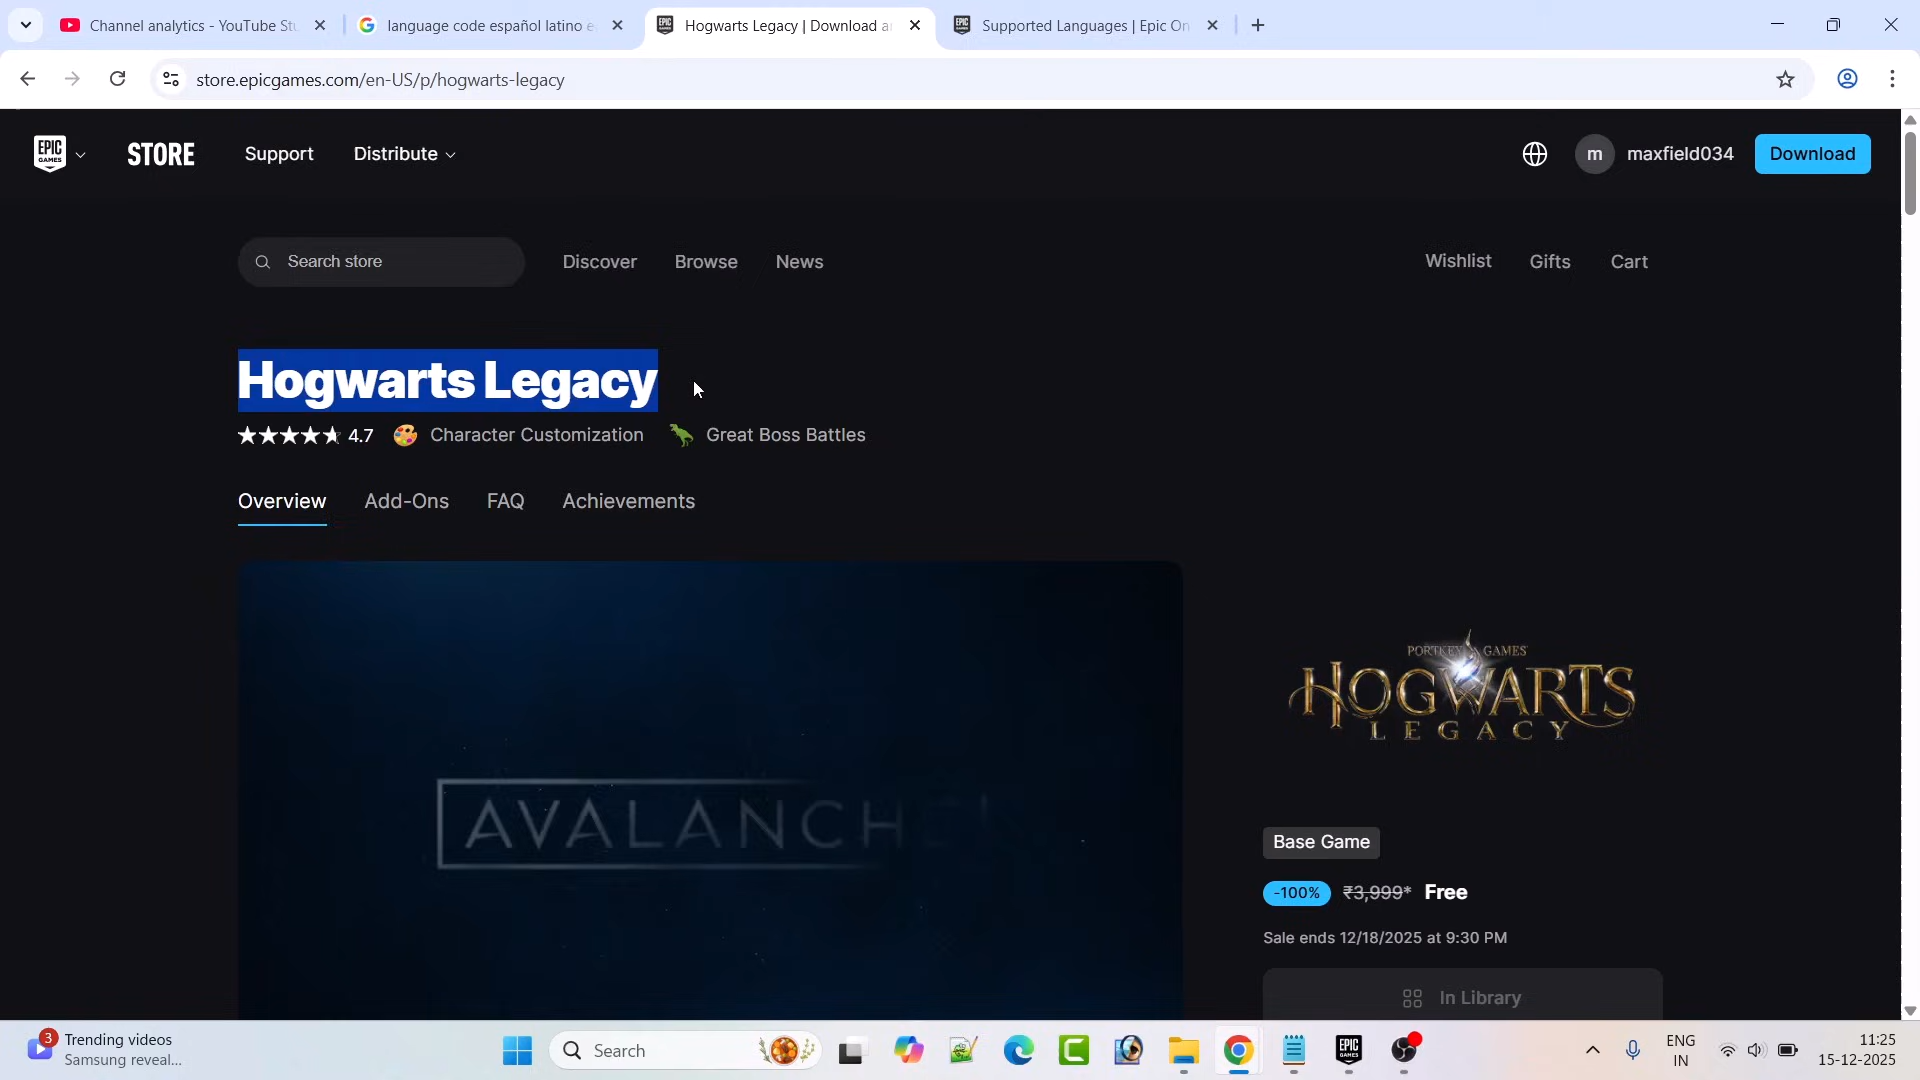 Channel analytics - YouTube Stu
language code español latino e
Hogwarts Legacy | Download an
Supported Languages | Epic On
store.epicgames.com/en-US/p/hogwarts-legacy
EPIC GAMES
STORE
Support
Distribute
m
maxfield034
Download
Search store
Discover
Browse
News
Wishlist
Gifts
Cart
Hogwarts Legacy
4.7
Character Customization
Great Boss Battles
Overview
Add-Ons
FAQ
Achievements
AVALANCHE
PORTKEY GAMES
HOGWARTS
LEGACY
Base Game
-100%
₹3,999*
Free
Sale ends 12/18/2025 at 9:30 PM
In Library
3
Trending videos
Samsung reveal...
Search
ENG
IN
11:25
15-12-2025